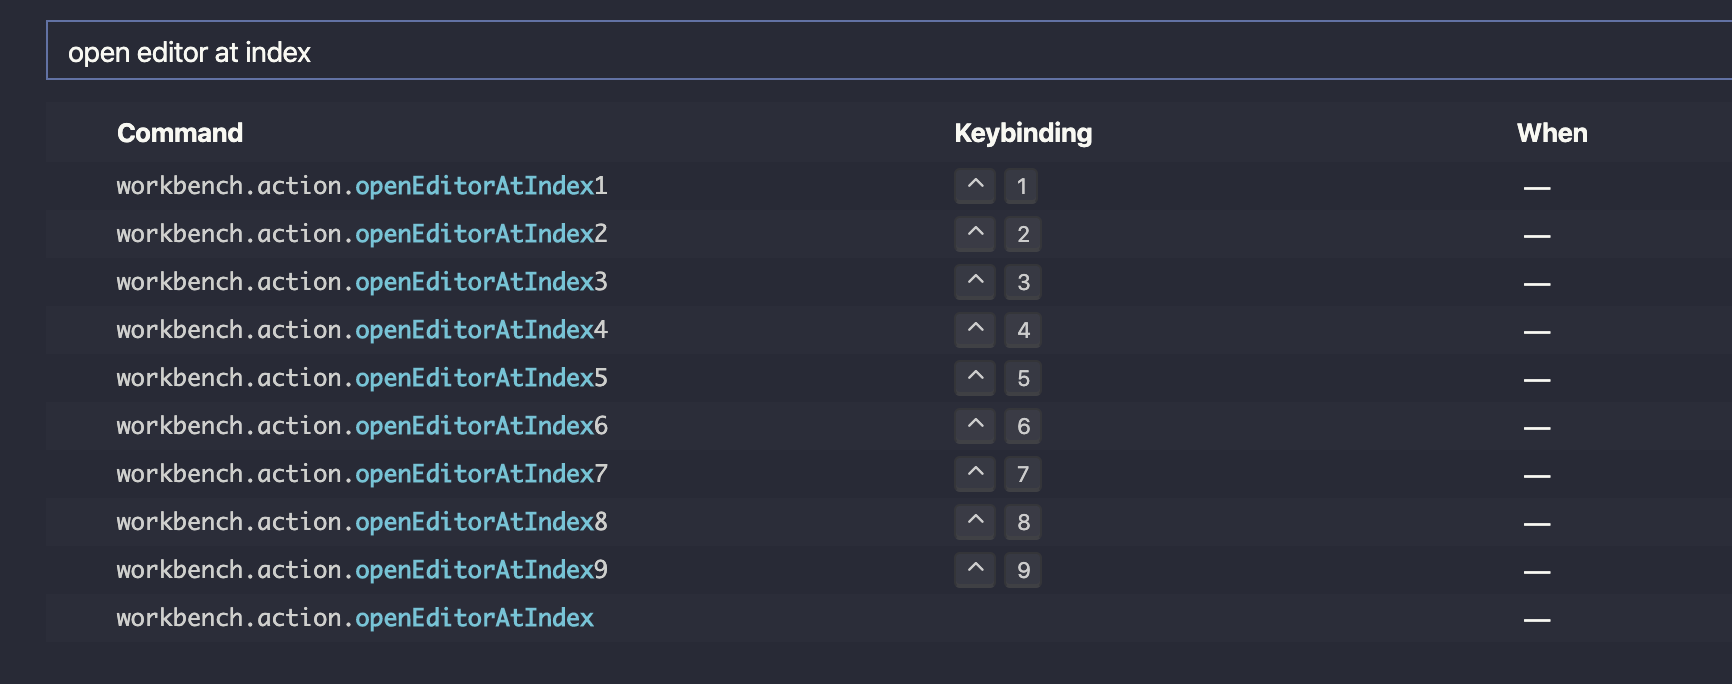 open editor at index
Command Keybinding When
workbench.action.openEditorAtIndex1 ^ 1 —
workbench.action.openEditorAtIndex2 ^ 2 —
workbench.action.openEditorAtIndex3 ^ 3 —
workbench.action.openEditorAtIndex4 ^ 4 —
workbench.action.openEditorAtIndex5 ^ 5 —
workbench.action.openEditorAtIndex6 ^ 6 —
workbench.action.openEditorAtIndex7 ^ 7 —
workbench.action.openEditorAtIndex8 ^ 8 —
workbench.action.openEditorAtIndex9 ^ 9 —
workbench.action.openEditorAtIndex —